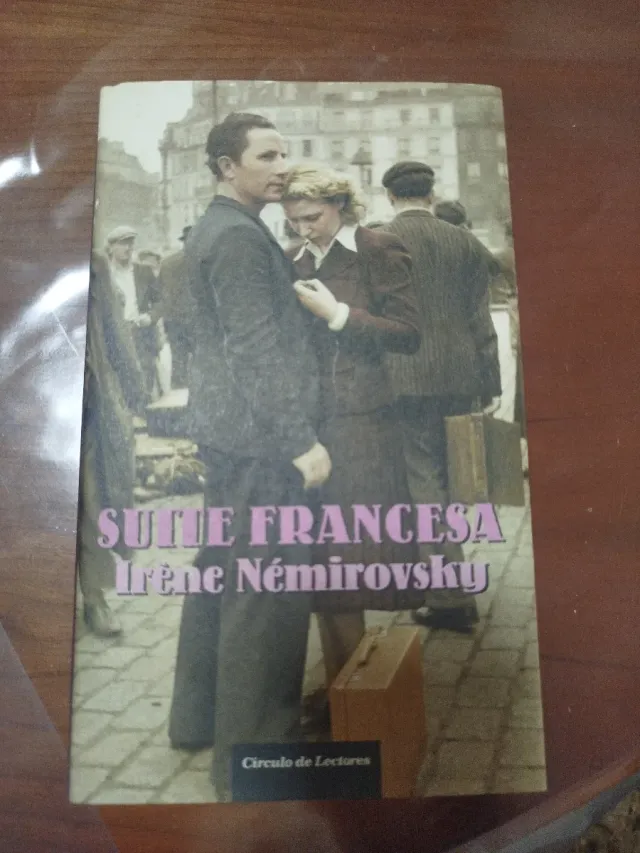 SUITE FRANCESA
Irène Némirovsky
Círculo de Lectores